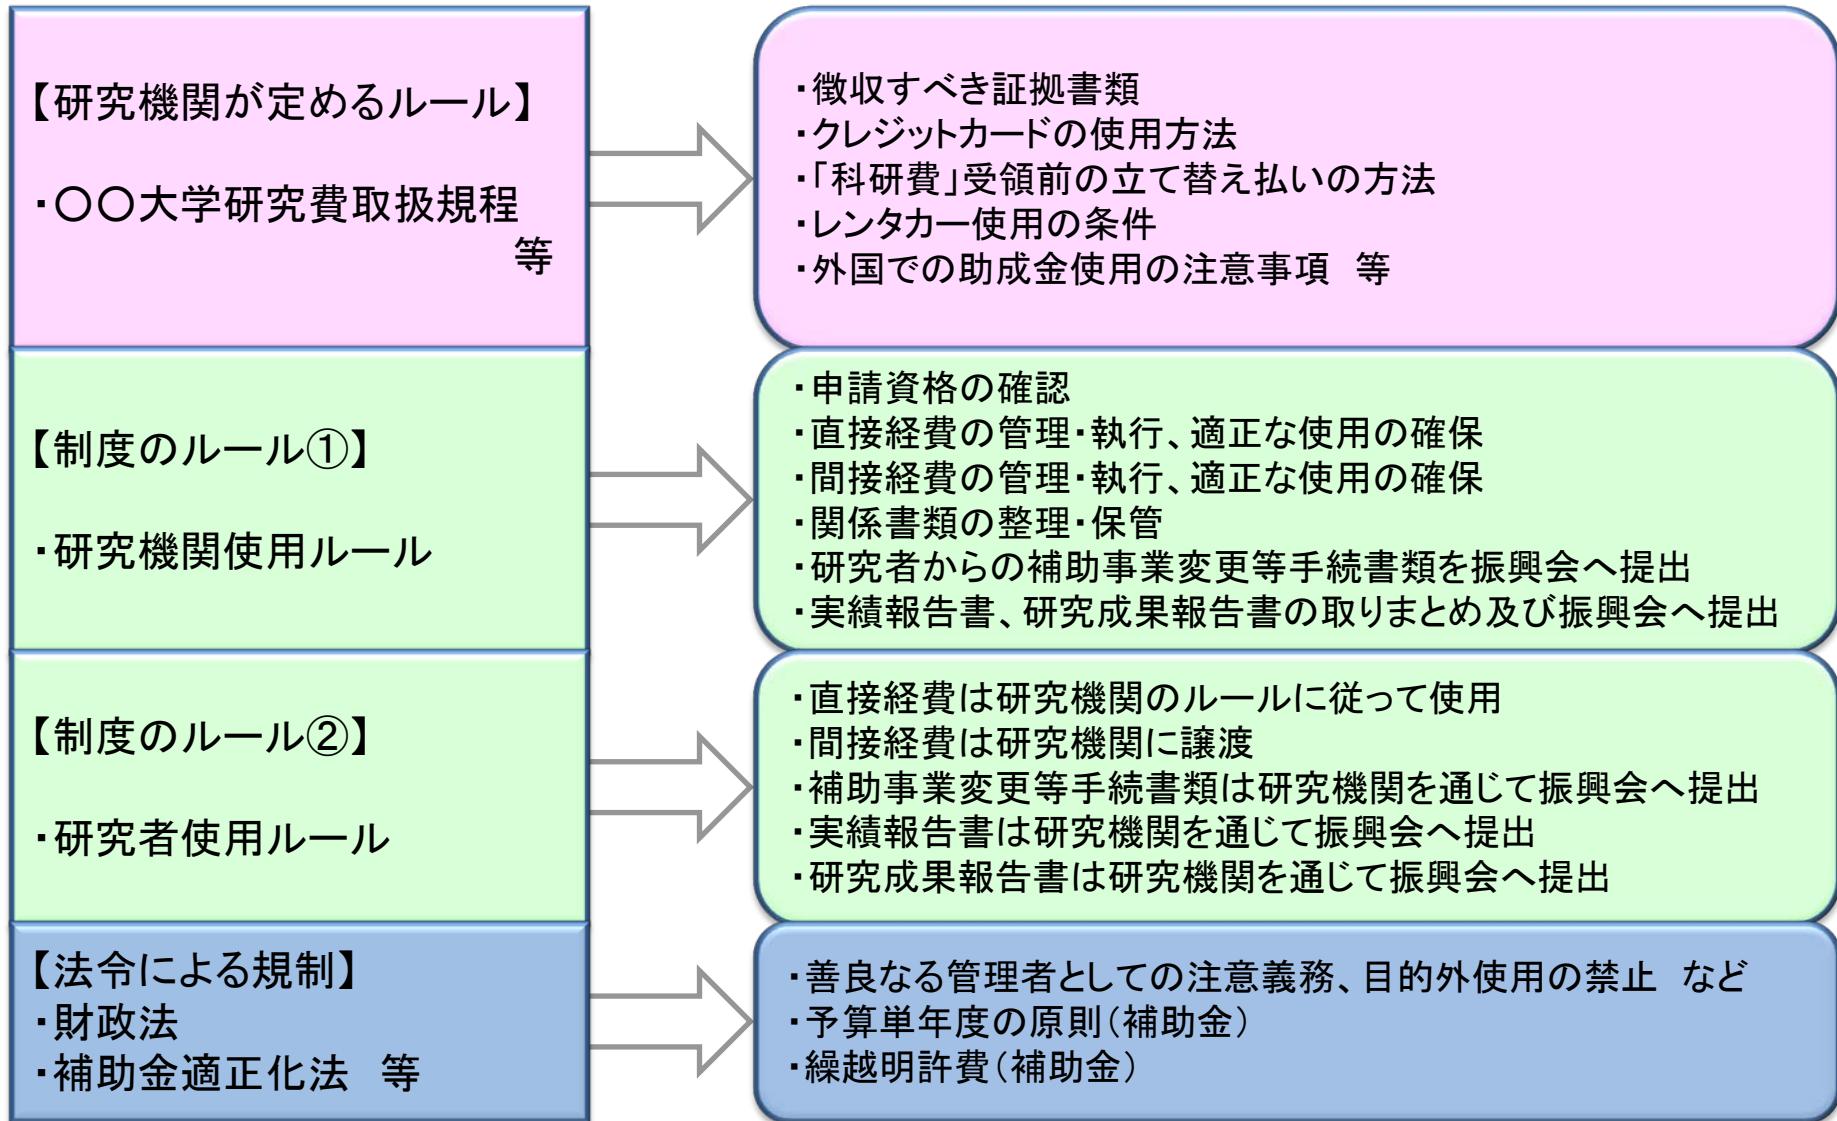 【研究機関が定めるルール】
・〇〇大学研究費取扱規程
等
・徴収すべき証拠書類
・クレジットカードの使用方法
・「科研費」受領前の立て替え払いの方法
・レンタカー使用の条件
・外国での助成金使用の注意事項　等
【制度のルール①】
・研究機関使用ルール
・申請資格の確認
・直接経費の管理・執行、適正な使用の確保
・間接経費の管理・執行、適正な使用の確保
・関係書類の整理・保管
・研究者からの補助事業変更等手続書類を振興会へ提出
・実績報告書、研究成果報告書の取りまとめ及び振興会へ提出
【制度のルール②】
・研究者使用ルール
・直接経費は研究機関のルールに従って使用
・間接経費は研究機関に譲渡
・補助事業変更等手続書類は研究機関を通じて振興会へ提出
・実績報告書は研究機関を通じて振興会へ提出
・研究成果報告書は研究機関を通じて振興会へ提出
【法令による規制】
・財政法
・補助金適正化法　等
・善良なる管理者としての注意義務、目的外使用の禁止　など
・予算単年度の原則（補助金）
・繰越明許費（補助金）